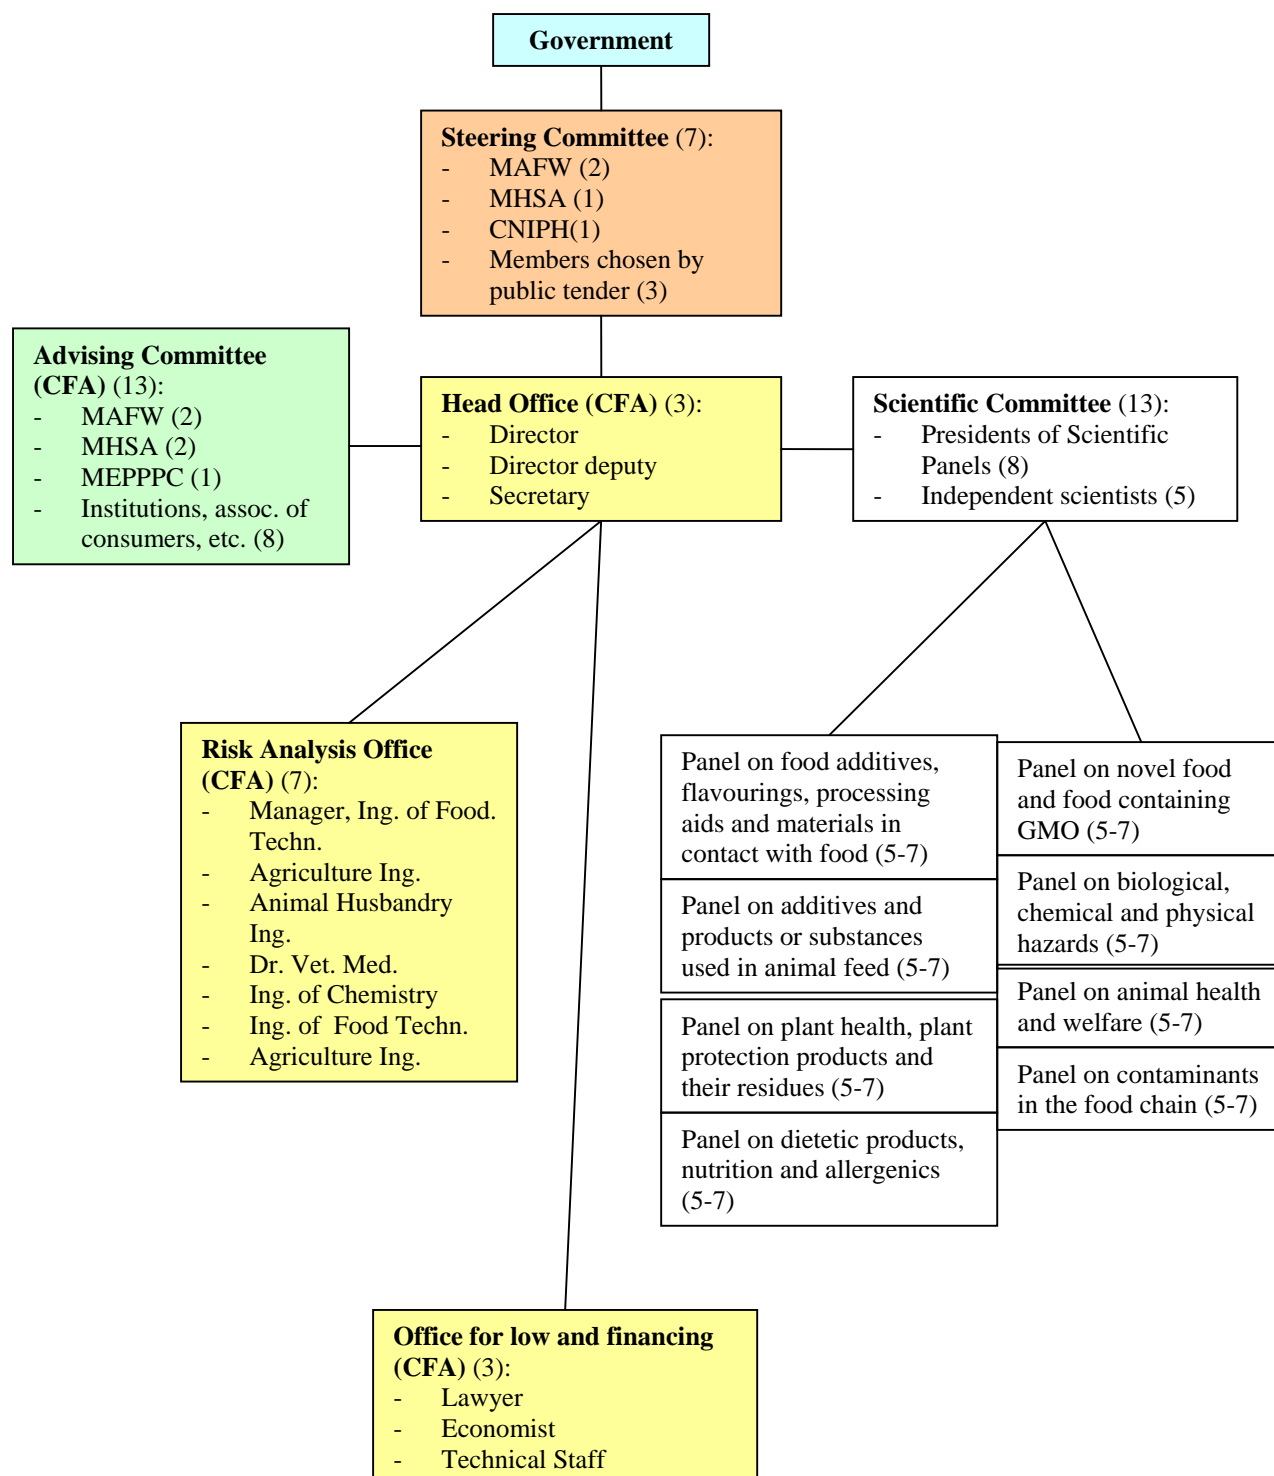 Government
Steering Committee (7):
- MAFW (2)
- MHSA (1)
- CNIPH(1)
- Members chosen by
public tender (3)
Advising Committee
(CFA) (13):
- MAFW (2)
- MHSA (2)
- MEPPPC (1)
- Institutions, assoc. of
consumers, etc. (8)
Head Office (CFA) (3):
- Director
- Director deputy
- Secretary
Scientific Committee (13):
- Presidents of Scientific
Panels (8)
- Independent scientists (5)
Risk Analysis Office
(CFA) (7):
- Manager, Ing. of Food.
Techn.
- Agriculture Ing.
- Animal Husbandry
Ing.
- Dr. Vet. Med.
- Ing. of Chemistry
- Ing. of  Food Techn.
- Agriculture Ing.
Panel on food additives,
flavourings, processing
aids and materials in
contact with food (5-7)
Panel on additives and
products or substances
used in animal feed (5-7)
Panel on plant health, plant
protection products and
their residues (5-7)
Panel on dietetic products,
nutrition and allergenics
(5-7)
Panel on novel food
and food containing
GMO (5-7)
Panel on biological,
chemical and physical
hazards (5-7)
Panel on animal health
and welfare (5-7)
Panel on contaminants
in the food chain (5-7)
Office for low and financing
(CFA) (3):
- Lawyer
- Economist
- Technical Staff